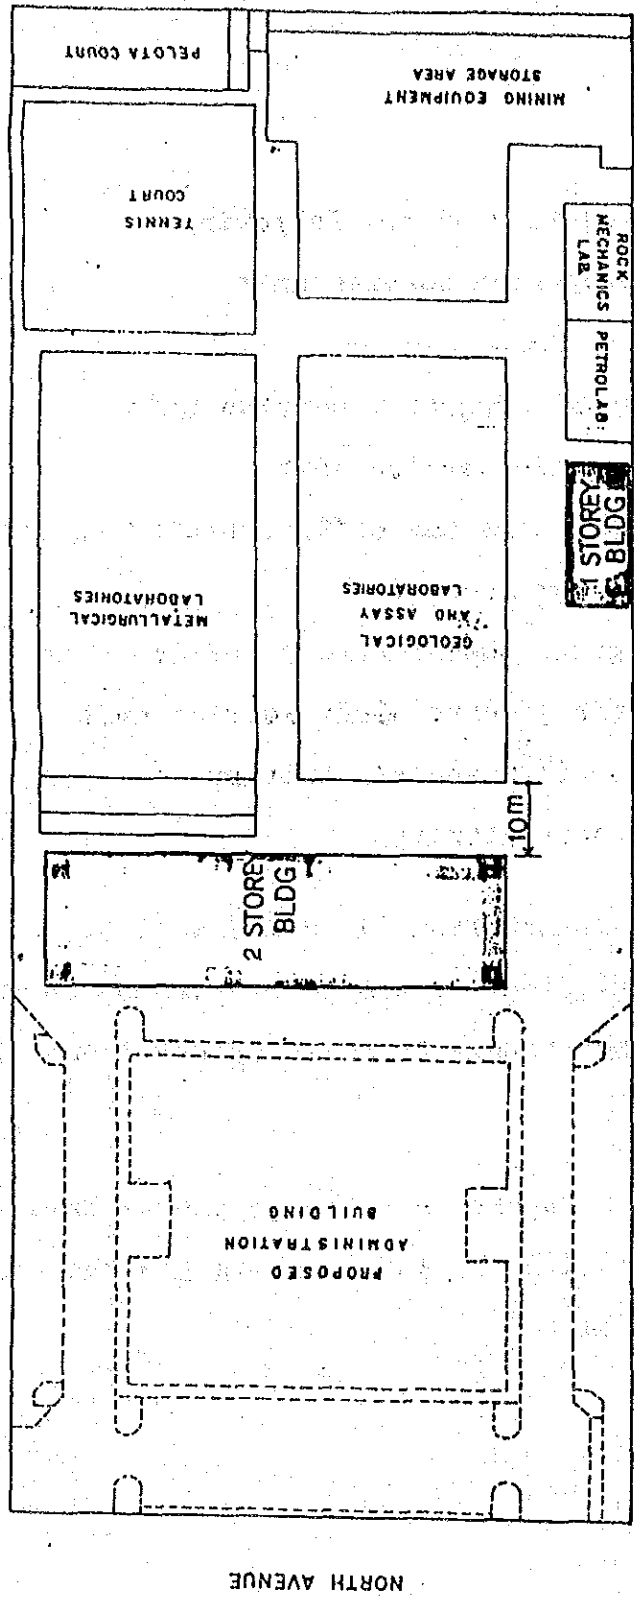 PELOTA COURT
MINING EQUIPMENT
STORAGE AREA
TENNIS
COURT
ROCK
MECHANICS
LAB
PETROLAB:
1 STOREY
BLDG
METALLURGICAL
LABORATORIES
GEOLOGICAL
AND ASSAY
LABORATORIES
10m
2 STOREY
BLDG
PROPOSED
ADMINISTRATION
BUILDING
NORTH AVENUE